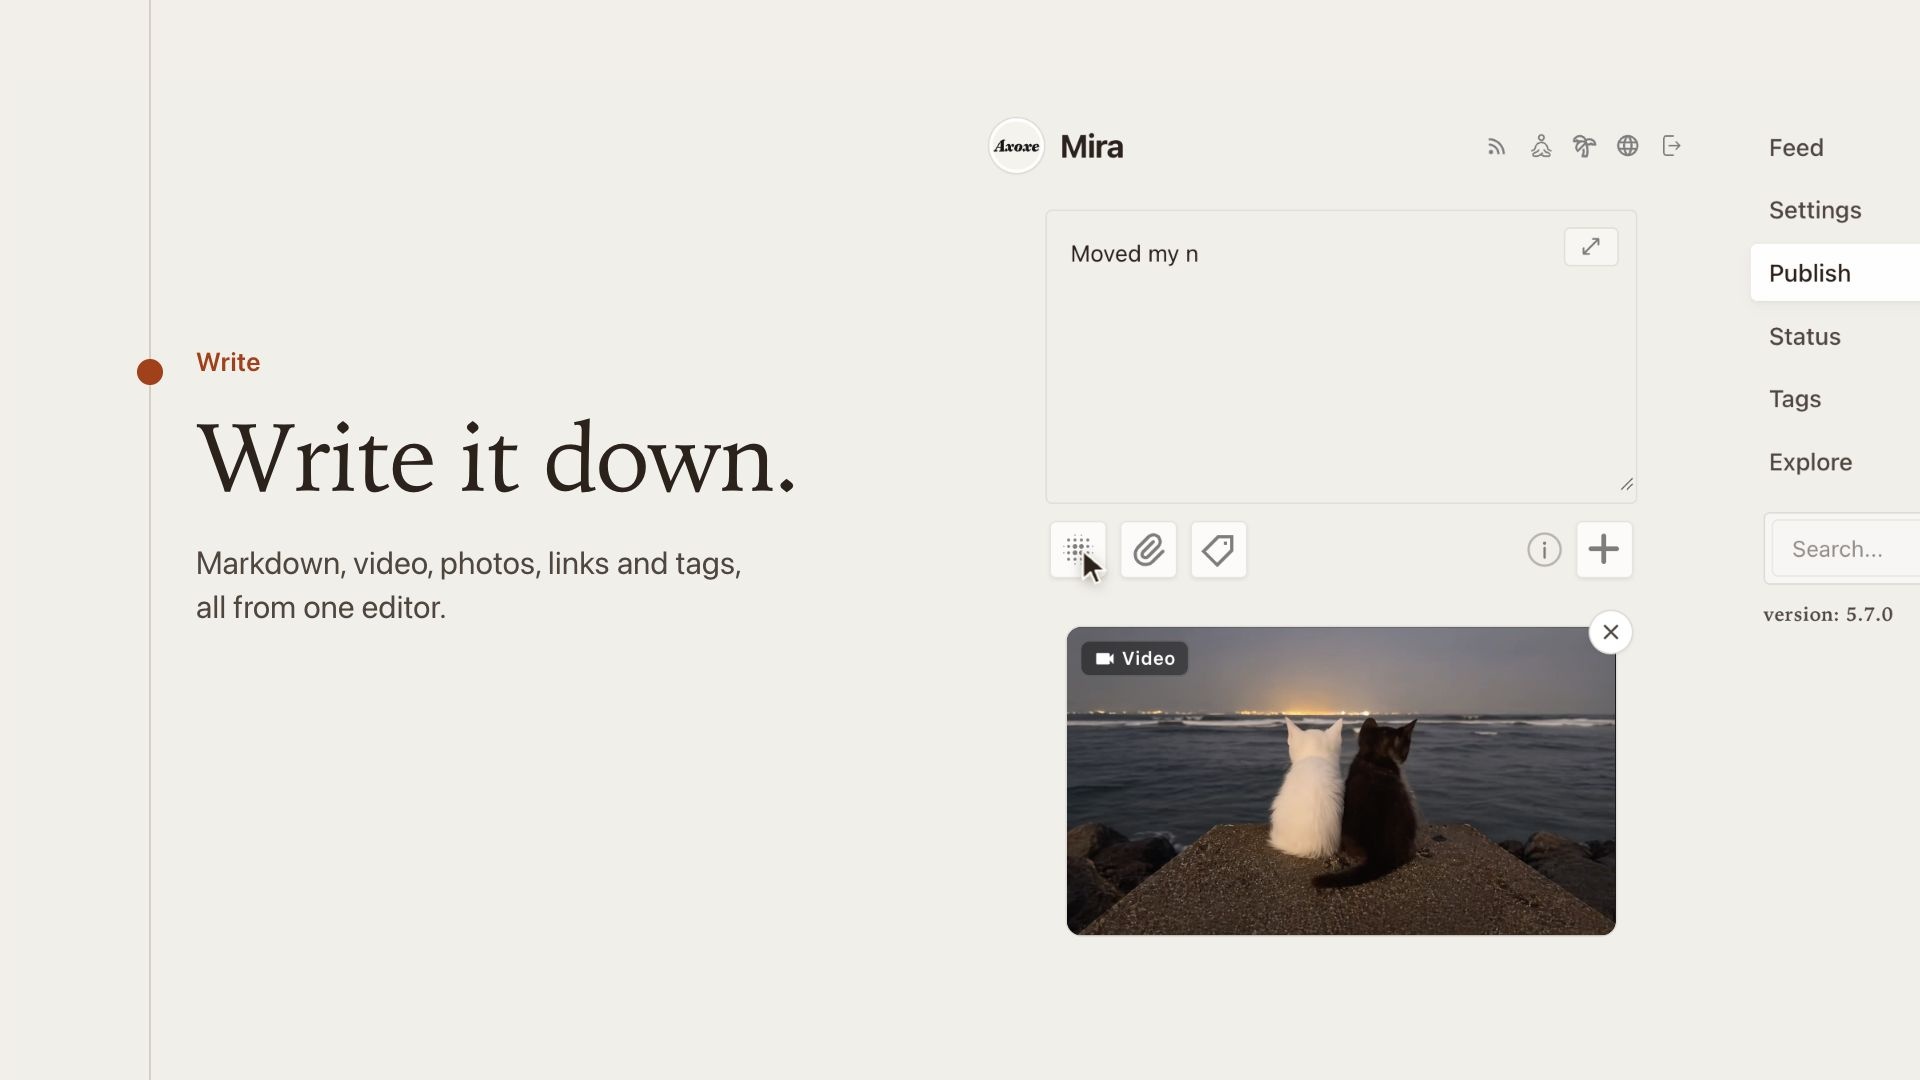 Write
Write it down.
Markdown, video, photos, links and tags,
all from one editor.
Axoxe
Mira
Moved my n
Video
Feed
Settings
Publish
Status
Tags
Explore
Search...
version: 5.7.0